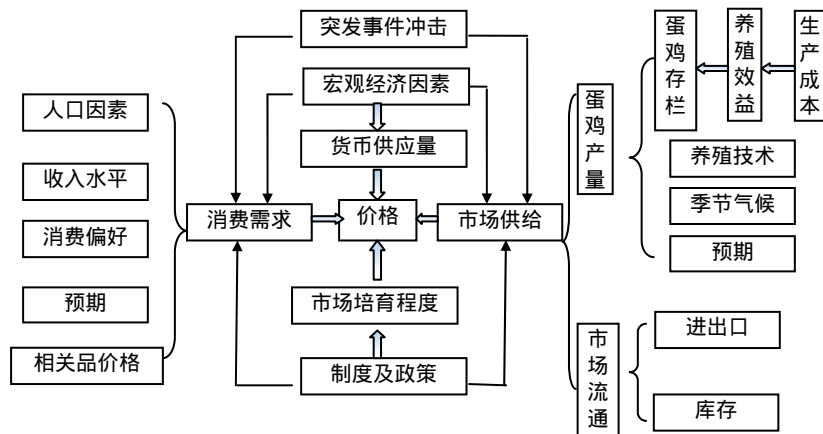 突发事件冲击
宏观经济因素
货币供应量
人口因素
收入水平
消费偏好
预期
相关品价格
消费需求
价格
市场供给
市场培育程度
制度及政策
蛋鸡产量
蛋鸡存栏
养殖效益
生产成本
养殖技术
季节气候
预期
市场流通
进出口
库存